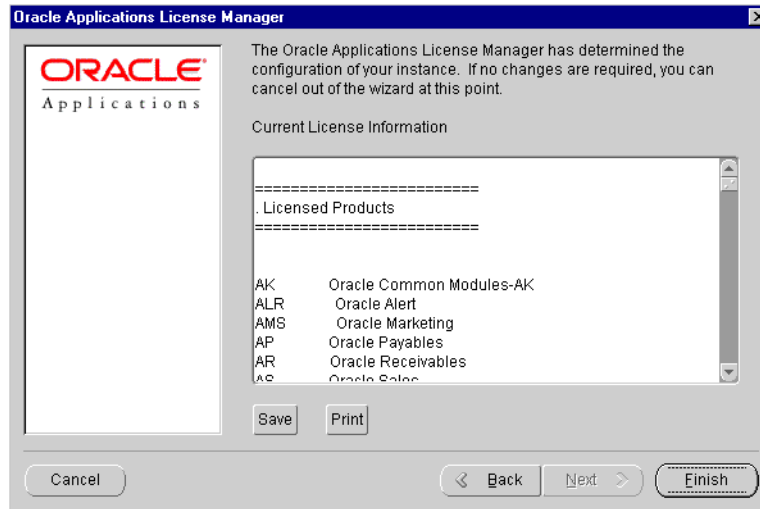 Oracle Applications License Manager
ORACLE®
Applications
The Oracle Applications License Manager has determined the
configuration of your instance. If no changes are required, you can
cancel out of the wizard at this point.
Current License Information
=========================
. Licensed Products
=========================
AK Oracle Common Modules-AK
ALR Oracle Alert
AMS Oracle Marketing
AP Oracle Payables
AR Oracle Receivables
AS Oracle Sales
Save Print
Cancel Back Next Finish